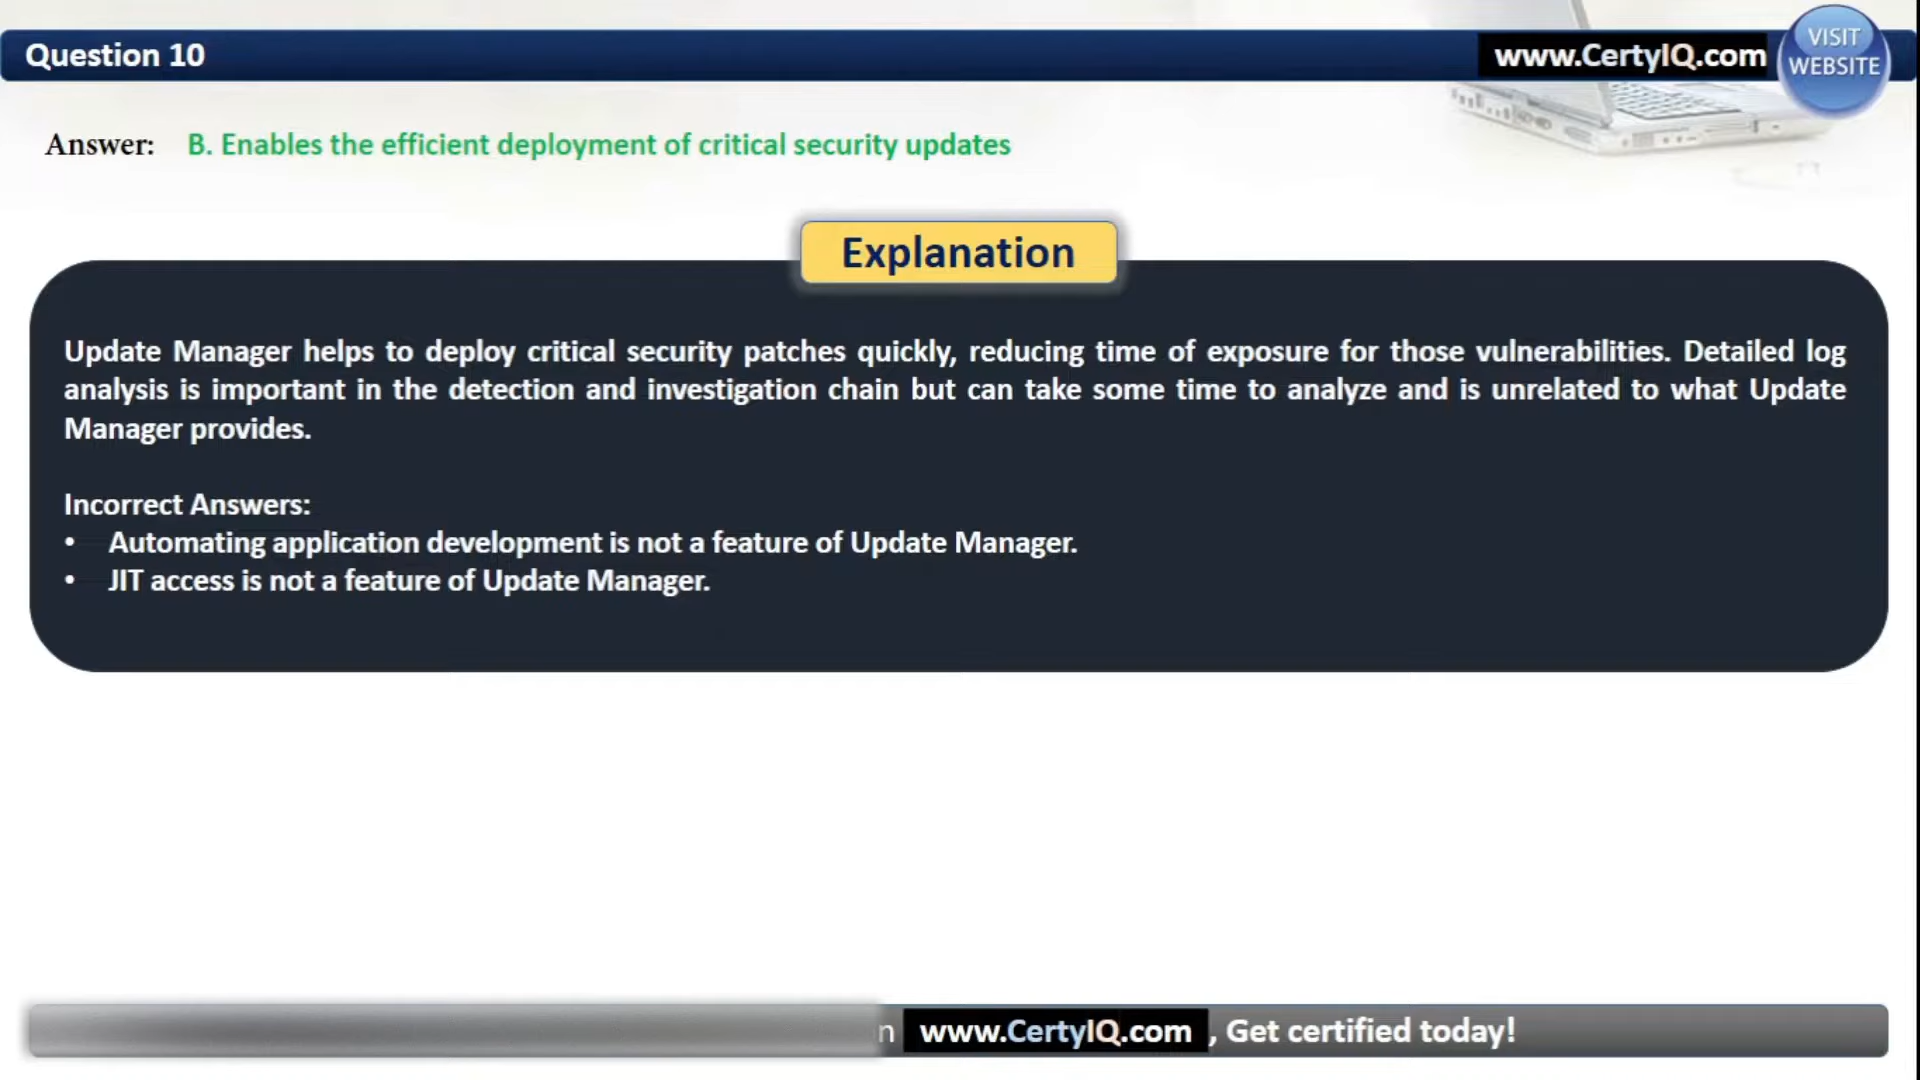 Question 10
www.CertyIQ.com
VISIT
WEBSITE
Answer: B. Enables the efficient deployment of critical security updates
Explanation
Update Manager helps to deploy critical security patches quickly, reducing time of exposure for those vulnerabilities. Detailed log
analysis is important in the detection and investigation chain but can take some time to analyze and is unrelated to what Update
Manager provides.
Incorrect Answers:
• Automating application development is not a feature of Update Manager.
• JIT access is not a feature of Update Manager.
www.CertyIQ.com , Get certified today!